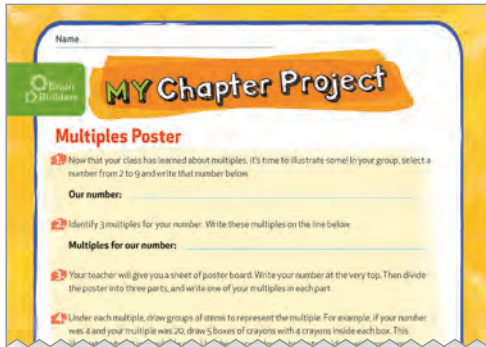 Name
Brain
Builders
MY Chapter Project
Multiples Poster
1. Now that your class has learned about multiples, it's time to illustrate some! In your group, select a
number from 2 to 9 and write that number below.
Our number:
2. Identify 3 multiples for your number. Write these multiples on the line below.
Multiples for our number:
3. Your teacher will give you a sheet of poster board. Write your number at the very top. Then divide
the poster into three parts, and write one of your multiples in each part.
4. Under each multiple, draw groups of items to represent the multiple. For example, if your number
was 4 and your multiple was 20, draw 5 boxes of crayons with 4 crayons inside each box. This